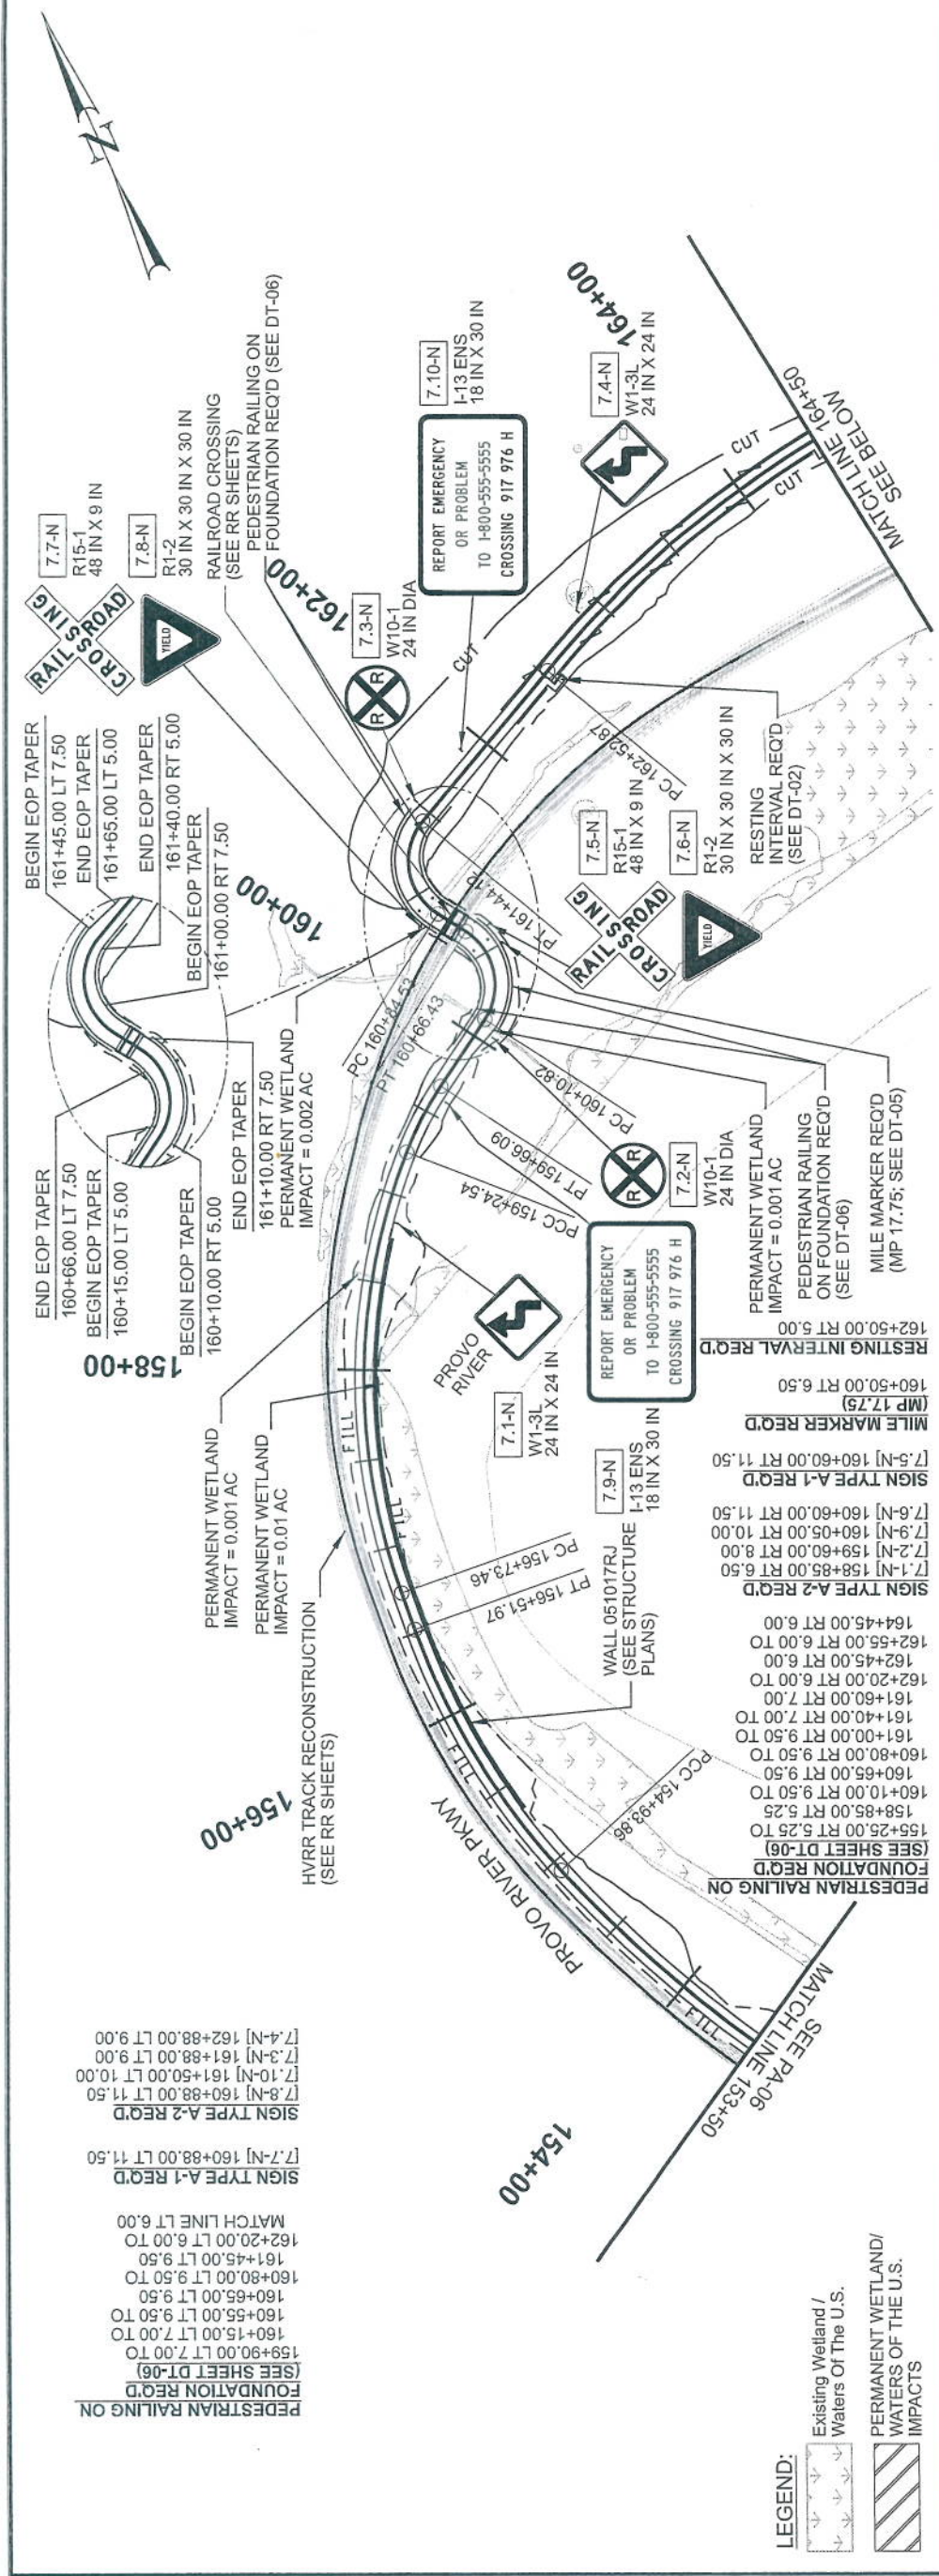 N
BEGIN EOP TAPER
161+45.00 LT 7.50
END EOP TAPER
161+65.00 LT 5.00
END EOP TAPER
161+40.00 RT 5.00
BEGIN EOP TAPER
161+00.00 RT 7.50
END EOP TAPER
160+66.00 LT 7.50
BEGIN EOP TAPER
160+15.00 LT 5.00
BEGIN EOP TAPER
160+10.00 RT 5.00
END EOP TAPER
161+10.00 RT 7.50
PERMANENT WETLAND
IMPACT = 0.002 AC
RAILROAD
CROSSING
7.7-N
R15-1
48 IN X 9 IN
YIELD
7.8-N
R1-2
30 IN X 30 IN X 30 IN
RAILROAD CROSSING
(SEE RR SHEETS)
PEDESTRIAN RAILING ON
FOUNDATION REQ'D (SEE DT-06)
R R
7.3-N
W10-1
24 IN DIA
REPORT EMERGENCY
OR PROBLEM
TO 1-800-555-5555
CROSSING 917 976 H
7.10-N
I-13 ENS
18 IN X 30 IN
7.4-N
W1-3L
24 IN X 24 IN
154+00
156+00
158+00
160+00
162+00
164+00
CUT
CUT
CUT
MATCH LINE 164+50
SEE BELOW
PERMANENT WETLAND
IMPACT = 0.001 AC
PERMANENT WETLAND
IMPACT = 0.01 AC
HVRR TRACK RECONSTRUCTION
(SEE RR SHEETS)
FILL
FILL
FILL
FILL
PROVO RIVER PKWY
PROVO
RIVER
SEE PA-06
MATCH LINE 153+50
PCC 154+93.86
PT 156+51.97
PC 156+73.46
PCC 159+24.54
PT 159+66.09
PC 160+10.82
PT 160+66.43
PC 160+84.53
PT 161+44.12
PC 162+52.87
WALL 051017RJ
(SEE STRUCTURE
PLANS)
7.1-N
W1-3L
24 IN X 24 IN
REPORT EMERGENCY
OR PROBLEM
TO 1-800-555-5555
CROSSING 917 976 H
7.9-N
I-13 ENS
18 IN X 30 IN
R R
7.2-N
W10-1
24 IN DIA
RAILROAD
CROSSING
7.5-N
R15-1
48 IN X 9 IN
YIELD
7.6-N
R1-2
30 IN X 30 IN X 30 IN
RESTING
INTERVAL REQ'D
(SEE DT-02)
PERMANENT WETLAND
IMPACT = 0.001 AC
PEDESTRIAN RAILING
ON FOUNDATION REQ'D
(SEE DT-06)
MILE MARKER REQ'D
(MP 17.75; SEE DT-05)
PEDESTRIAN RAILING ON
FOUNDATION REQ'D
(SEE SHEET DT-06)
159+90.00 LT 7.00 TO
160+15.00 LT 7.00 TO
160+55.00 LT 9.50 TO
160+65.00 LT 9.50
160+80.00 LT 9.50 TO
161+45.00 LT 9.50
162+20.00 LT 6.00 TO
MATCH LINE LT 6.00
SIGN TYPE A-1 REQ'D
[7.7-N] 160+88.00 LT 11.50
SIGN TYPE A-2 REQ'D
[7.8-N] 160+88.00 LT 11.50
[7.10-N] 161+50.00 LT 10.00
[7.3-N] 161+88.00 LT 9.00
[7.4-N] 162+88.00 LT 9.00
PEDESTRIAN RAILING ON
FOUNDATION REQ'D
(SEE SHEET DT-06)
155+25.00 RT 5.25 TO
158+85.00 RT 5.25
160+10.00 RT 9.50 TO
160+65.00 RT 9.50
160+80.00 RT 9.50 TO
161+00.00 RT 9.50 TO
161+40.00 RT 7.00 TO
161+60.00 RT 7.00
162+20.00 RT 6.00 TO
162+45.00 RT 6.00
162+55.00 RT 6.00 TO
164+45.00 RT 6.00
SIGN TYPE A-2 REQ'D
[7.1-N] 158+85.00 RT 6.50
[7.2-N] 159+60.00 RT 8.00
[7.9-N] 160+05.00 RT 10.00
[7.6-N] 160+60.00 RT 11.50
SIGN TYPE A-1 REQ'D
[7.5-N] 160+60.00 RT 11.50
MILE MARKER REQ'D
(MP 17.75)
160+50.00 RT 6.50
RESTING INTERVAL REQ'D
162+50.00 RT 5.00
LEGEND:
Existing Wetland /
Waters Of The U.S.
PERMANENT WETLAND/
WATERS OF THE U.S.
IMPACTS